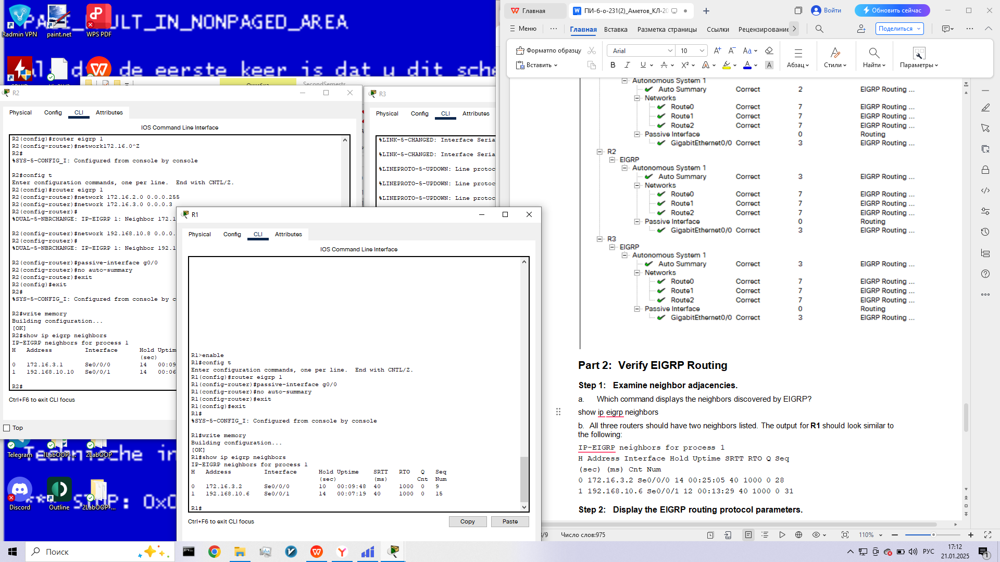 PAGE_FAULT_IN_NONPAGED_AREA
de eerste keer is dat u dit sche
Technische in
*** STOP: 0x0
Radmin VPN
paint.net
WPS PDF
Ошибка
SecondSemestr
R2
Physical Config CLI Attributes
IOS Command Line Interface
R2(config)#router eigrp 1
R2(config-router)#network172.16.0^Z
R2#
%SYS-5-CONFIG_I: Configured from console by console
R2#config t
Enter configuration commands, one per line. End with CNTL/Z.
R2(config)#router eigrp 1
R2(config-router)#network 172.16.2.0 0.0.0.255
R2(config-router)#network 172.16.3.0 0.0.0.3
R2(config-router)#
%DUAL-5-NBRCHANGE: IP-EIGRP 1: Neighbor 172.1
R2(config-router)#network 192.168.10.8 0.0.0.
R2(config-router)#
%DUAL-5-NBRCHANGE: IP-EIGRP 1: Neighbor 192.1
R2(config-router)#passive-interface g0/0
R2(config-router)#no auto-summary
R2(config-router)#exit
R2(config)#exit
R2#
%SYS-5-CONFIG_I: Configured from console by c
R2#write memory
Building configuration...
[OK]
R2#show ip eigrp neighbors
IP-EIGRP neighbors for process 1
H Address Interface Hold Uptim
(sec)
0 172.16.3.1 Se0/0/0 14 00:09
1 192.168.10.10 Se0/0/1 14 00:06
R2#
Ctrl+F6 to exit CLI focus
Top
R3
Physical Config CLI Attributes
%LINK-5-CHANGED: Interface Seria
%LINK-5-CHANGED: Interface Seria
%LINEPROTO-5-UPDOWN: Line protoc
%LINEPROTO-5-UPDOWN: Line protoc
%LINEPROTO-5-UPDOWN: Line protoc
R1
Physical Config CLI Attributes
IOS Command Line Interface
R1>enable
R1#config t
Enter configuration commands, one per line. End with CNTL/Z.
R1(config)#router eigrp 1
R1(config-router)#passive-interface g0/0
R1(config-router)#no auto-summary
R1(config-router)#exit
R1(config)#exit
R1#
%SYS-5-CONFIG_I: Configured from console by console
R1#write memory
Building configuration...
[OK]
R1#show ip eigrp neighbors
IP-EIGRP neighbors for process 1
H Address Interface Hold Uptime SRTT RTO Q Seq
(sec) (ms) Cnt Num
0 172.16.3.2 Se0/0/0 10 00:09:48 40 1000 0 9
1 192.168.10.6 Se0/0/1 14 00:07:19 40 1000 0 15
R1#
Ctrl+F6 to exit CLI focus
Copy Paste
Telegram
1LabOOP-...
2LabOOP
Discord
Outline
2LabOOP-...
Главная
ПИ-б-о-231(2)_Аметов_КЛ-20
Войти
Обновить сейчас
Меню
Главная Вставка Разметка страницы Ссылки Рецензирование
Поделиться
Формат по образцу
Вставить
Arial 10
Абзац
Стили
Найти
Параметры
Autonomous System 1
Auto Summary Correct 2 EIGRP Routing ...
Networks
Route0 Correct 7 EIGRP Routing ...
Route1 Correct 7 EIGRP Routing ...
Route2 Correct 7 EIGRP Routing ...
Passive Interface 0 Routing
GigabitEthernet0/0 Correct 3 EIGRP Routing ...
R2
EIGRP
Autonomous System 1
Auto Summary Correct 3 EIGRP Routing ...
Networks
Route0 Correct 7 EIGRP Routing ...
Route1 Correct 7 EIGRP Routing ...
Route2 Correct 7 EIGRP Routing ...
Passive Interface 0 Routing
GigabitEthernet0/0 Correct 3 EIGRP Routing ...
R3
EIGRP
Autonomous System 1
Auto Summary Correct 3 EIGRP Routing ...
Networks
Route0 Correct 7 EIGRP Routing ...
Route1 Correct 7 EIGRP Routing ...
Route2 Correct 7 EIGRP Routing ...
Passive Interface 0 Routing
GigabitEthernet0/0 Correct 3 EIGRP Routing ...
Part 2: Verify EIGRP Routing
Step 1: Examine neighbor adjacencies.
a. Which command displays the neighbors discovered by EIGRP?
show ip eigrp neighbors
b. All three routers should have two neighbors listed. The output for R1 should look similar to
the following:
IP-EIGRP neighbors for process 1
H Address Interface Hold Uptime SRTT RTO Q Seq
(sec) (ms) Cnt Num
0 172.16.3.2 Se0/0/0 14 00:25:05 40 1000 0 28
1 192.168.10.6 Se0/0/1 12 00:13:29 40 1000 0 31
Step 2: Display the EIGRP routing protocol parameters.
/9 Число слов:975
110%
Поиск
РУС
17:12
21.01.2025
1